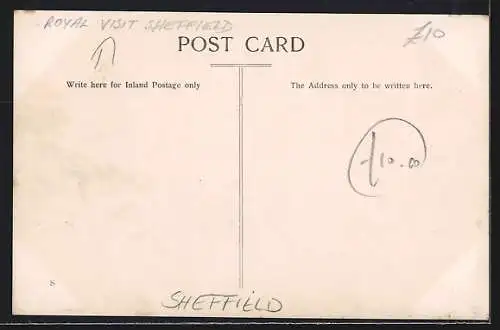 ROYAL VISIT SHEFFIELD
£10
POST CARD
Write here for Inland Postage only
The Address only to be written here.
£10.00
S
SHEFFIELD